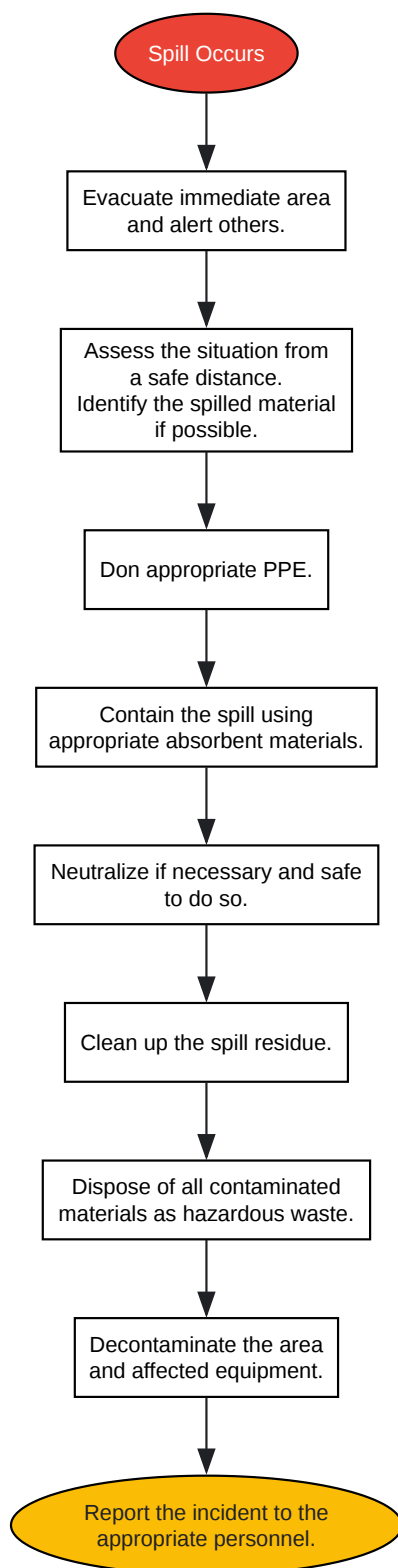 Spill Occurs
Evacuate immediate area
and alert others.
Assess the situation from
a safe distance.
Identify the spilled material
if possible.
Don appropriate PPE.
Contain the spill using
appropriate absorbent materials.
Neutralize if necessary and safe
to do so.
Clean up the spill residue.
Dispose of all contaminated
materials as hazardous waste.
Decontaminate the area
and affected equipment.
Report the incident to the
appropriate personnel.